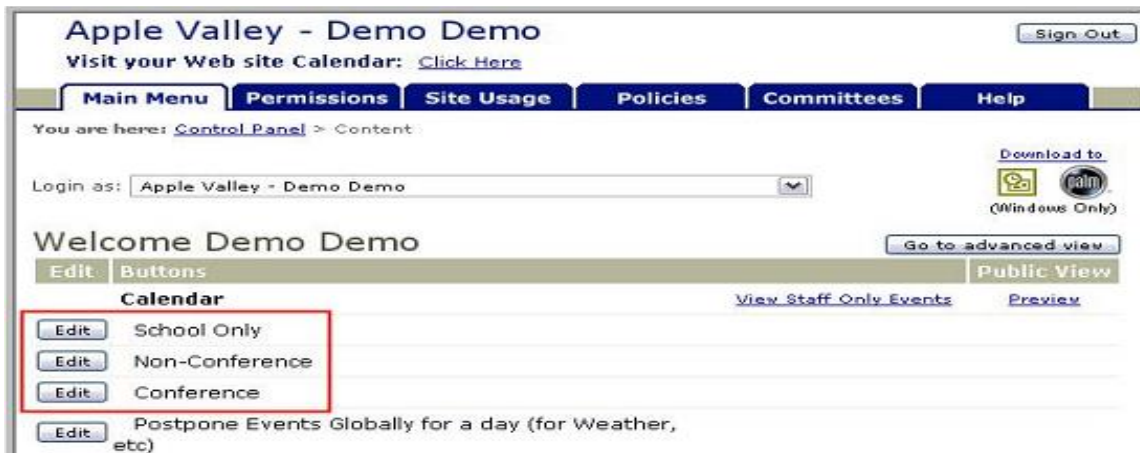 Apple Valley - Demo Demo
Sign Out
Visit your Web site Calendar: Click Here
Main Menu Permissions Site Usage Policies Committees Help
You are here: Control Panel > Content
Download to
Login as: Apple Valley - Demo Demo
palm
(Windows Only)
Welcome Demo Demo
Go to advanced view
Edit Buttons Public View
Calendar View Staff Only Events Preview
Edit School Only
Edit Non-Conference
Edit Conference
Edit Postpone Events Globally for a day (for Weather,
etc)